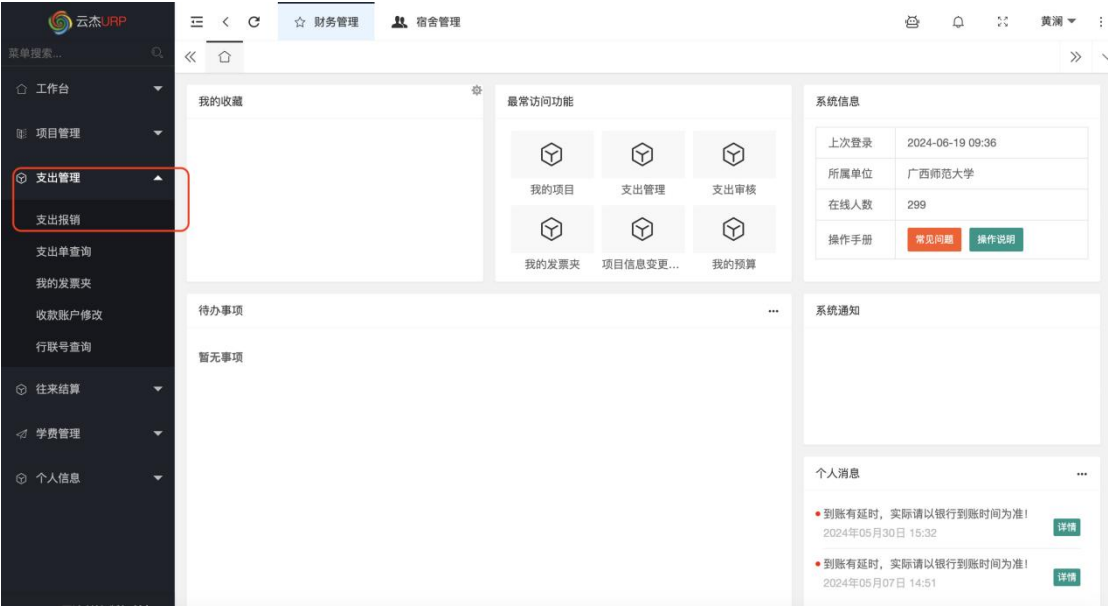 云杰URP
财务管理
宿舍管理
黄澜
菜单搜索...
工作台
项目管理
支出管理
支出报销
支出单查询
我的发票夹
收款账户修改
行联号查询
往来结算
学费管理
个人信息
我的收藏
最常访问功能
我的项目
支出管理
支出审核
我的发票夹
项目信息变更...
我的预算
系统信息
上次登录 2024-06-19 09:36
所属单位 广西师范大学
在线人数 299
操作手册 常见问题 操作说明
待办事项
暂无事项
系统通知
个人消息
到账有延时，实际请以银行到账时间为准！
2024年05月30日 15:32
详情
到账有延时，实际请以银行到账时间为准！
2024年05月07日 14:51
详情